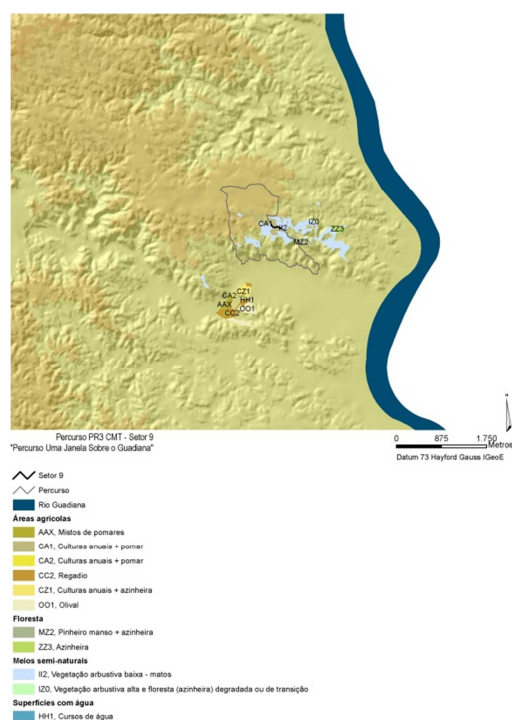 CA1
II2
IZ0
ZZ3
MZ2
CZ1
CA2
HH1
AAX
OO1
CC2
N
Percurso PR3 CMT - Setor 9
"Percurso Uma Janela Sobre o Guadiana"
0 875 1.750
Metros
Datum 73 Hayford Gauss IGeoE
Setor 9
Percurso
Rio Guadiana
Áreas agrícolas
AAX, Mistos de pomares
CA1, Culturas anuais + pomar
CA2, Culturas anuais + pomar
CC2, Regadio
CZ1, Culturas anuais + azinheira
OO1, Olival
Floresta
MZ2, Pinheiro manso + azinheira
ZZ3, Azinheira
Meios semi-naturais
II2, Vegetação arbustiva baixa - matos
IZ0, Vegetação arbustiva alta e floresta (azinheira) degradada ou de transição
Superfícies com água
HH1, Cursos de água